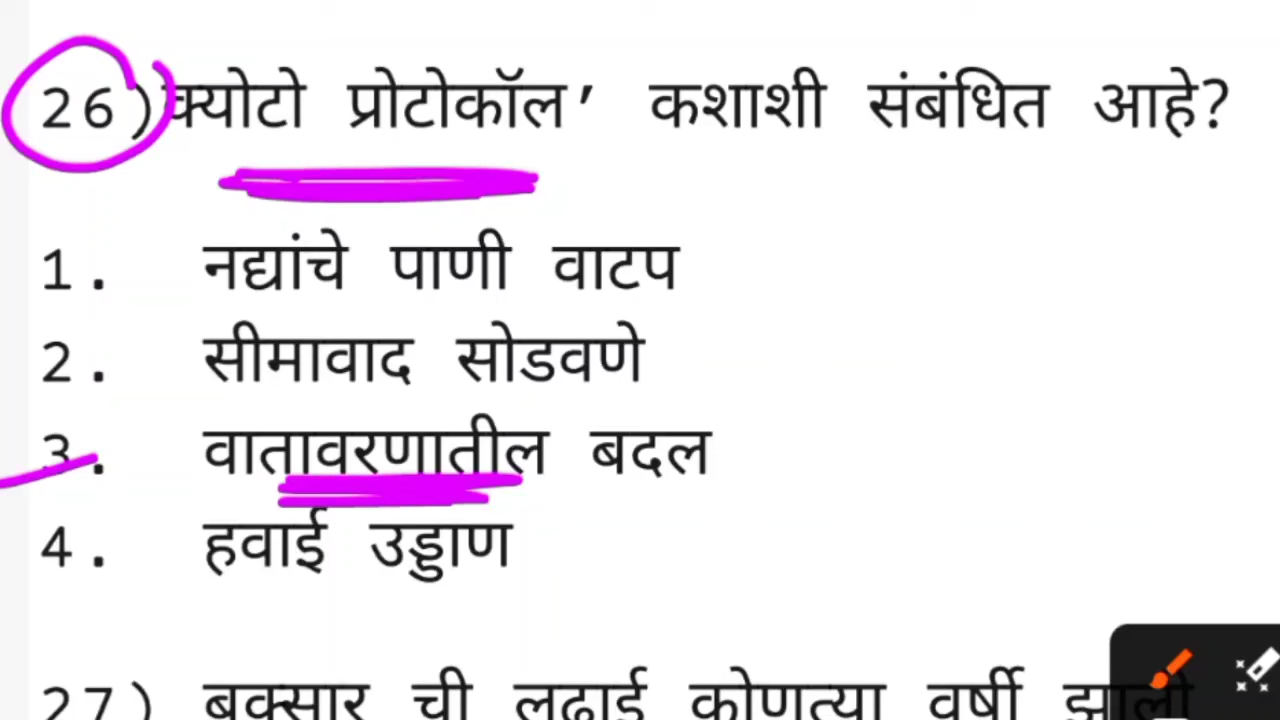 26)क्योटो प्रोटोकॉल’ कशाशी संबंधित आहे?
1. नद्यांचे पाणी वाटप
2. सीमावाद सोडवणे
3. वातावरणातील बदल
4. हवाई उड्डाण
27) बक्सार ची लढाई कोणत्या वर्षी झाली